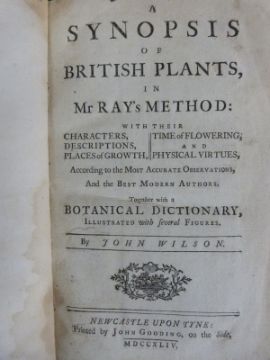 A
SYNOPSIS
OF
BRITISH PLANTS,
IN
Mr RAY's METHOD:
WITH THEIR
CHARACTERS, TIME of FLOWERING,
DESCRIPTIONS, AND
PLACES of GROWTH, PHYSICAL VIRTUES,
According to the Most Accurate Observations,
And the Best Modern Authors.
Together with a
BOTANICAL DICTIONARY,
Illustrated with several Figures.
By JOHN WILSON.
NEWCASTLE UPON TYNE:
Printed by JOHN GOODING, on the Side,
MDCCXLIV.